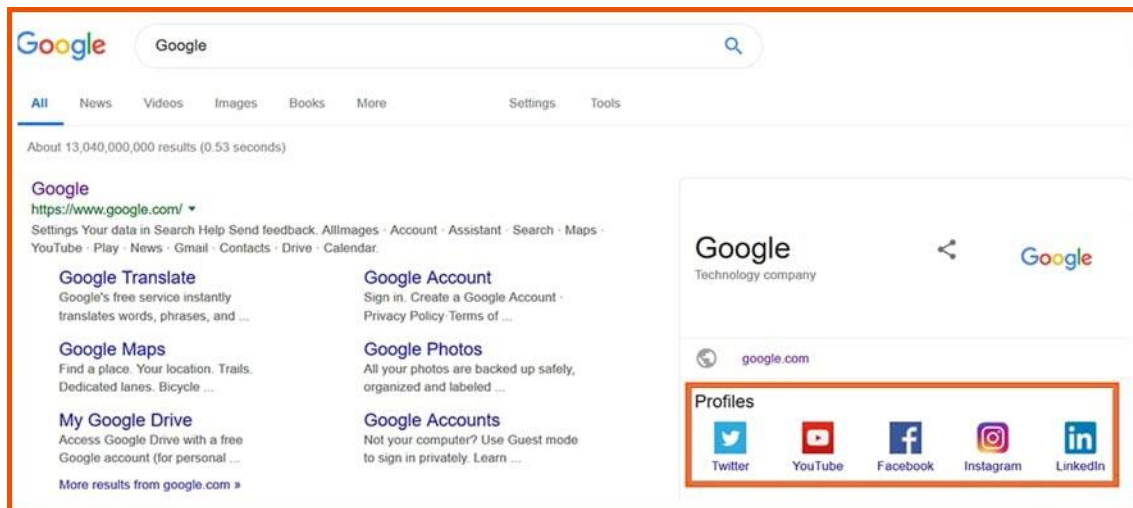 Google
Google
All News Videos Images Books More Settings Tools
About 13,040,000,000 results (0.53 seconds)
Google
https://www.google.com/
Settings Your data in Search Help Send feedback. AllImages · Account · Assistant · Search · Maps ·
YouTube · Play · News · Gmail · Contacts · Drive · Calendar.
Google Translate
Google's free service instantly
translates words, phrases, and ...
Google Account
Sign in. Create a Google Account ·
Privacy Policy·Terms of ...
Google Maps
Find a place. Your location. Trails.
Dedicated lanes. Bicycle ...
Google Photos
All your photos are backed up safely,
organized and labeled ...
My Google Drive
Access Google Drive with a free
Google account (for personal ...
Google Accounts
Not your computer? Use Guest mode
to sign in privately. Learn ...
More results from google.com »
Google
Technology company
Google
google.com
Profiles
Twitter YouTube Facebook Instagram LinkedIn